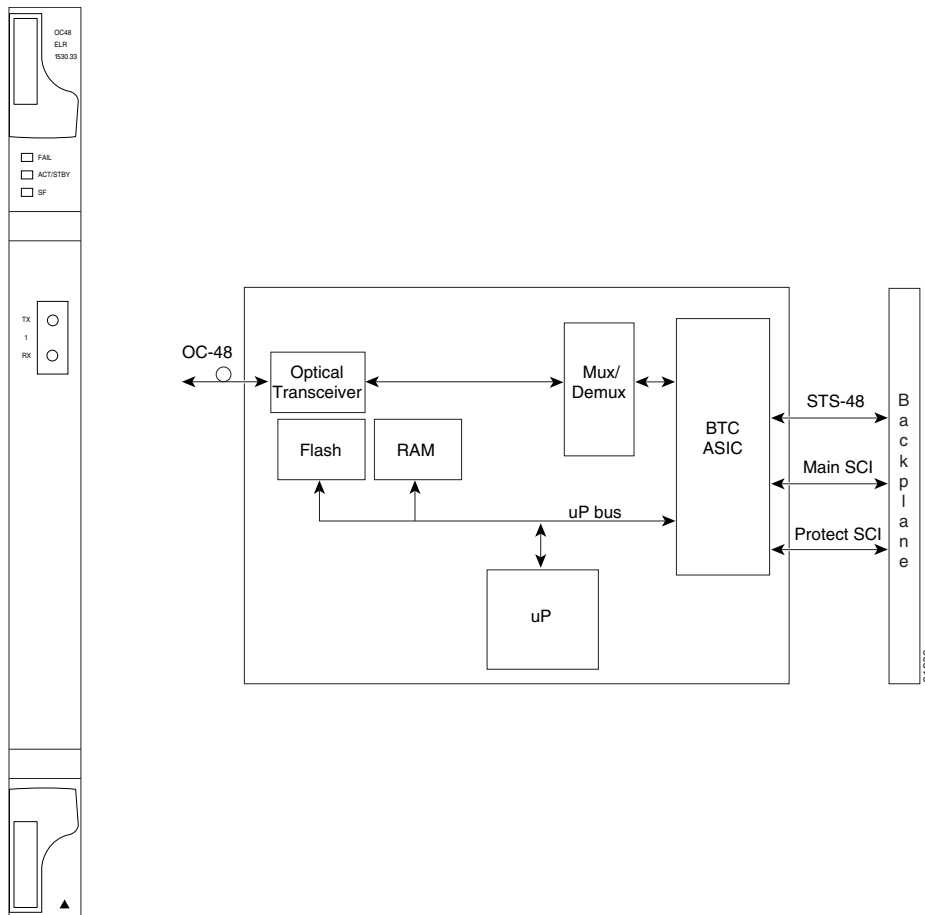 OC48
ELR
1530.33
FAIL
ACT/STBY
SF
TX
1
RX
OC-48
Optical
Transceiver
Mux/
Demux
BTC
ASIC
Flash
RAM
uP bus
uP
STS-48
Main SCI
Protect SCI
Backplane